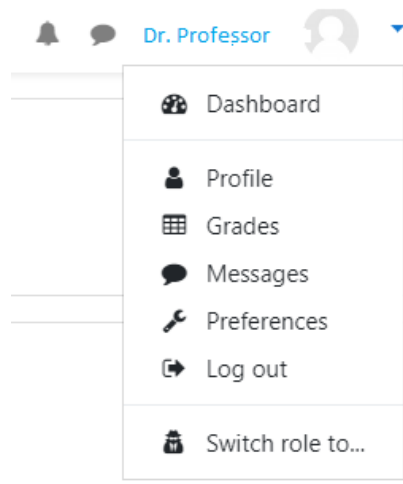 Dr. Professor
Dashboard
Profile
Grades
Messages
Preferences
Log out
Switch role to...